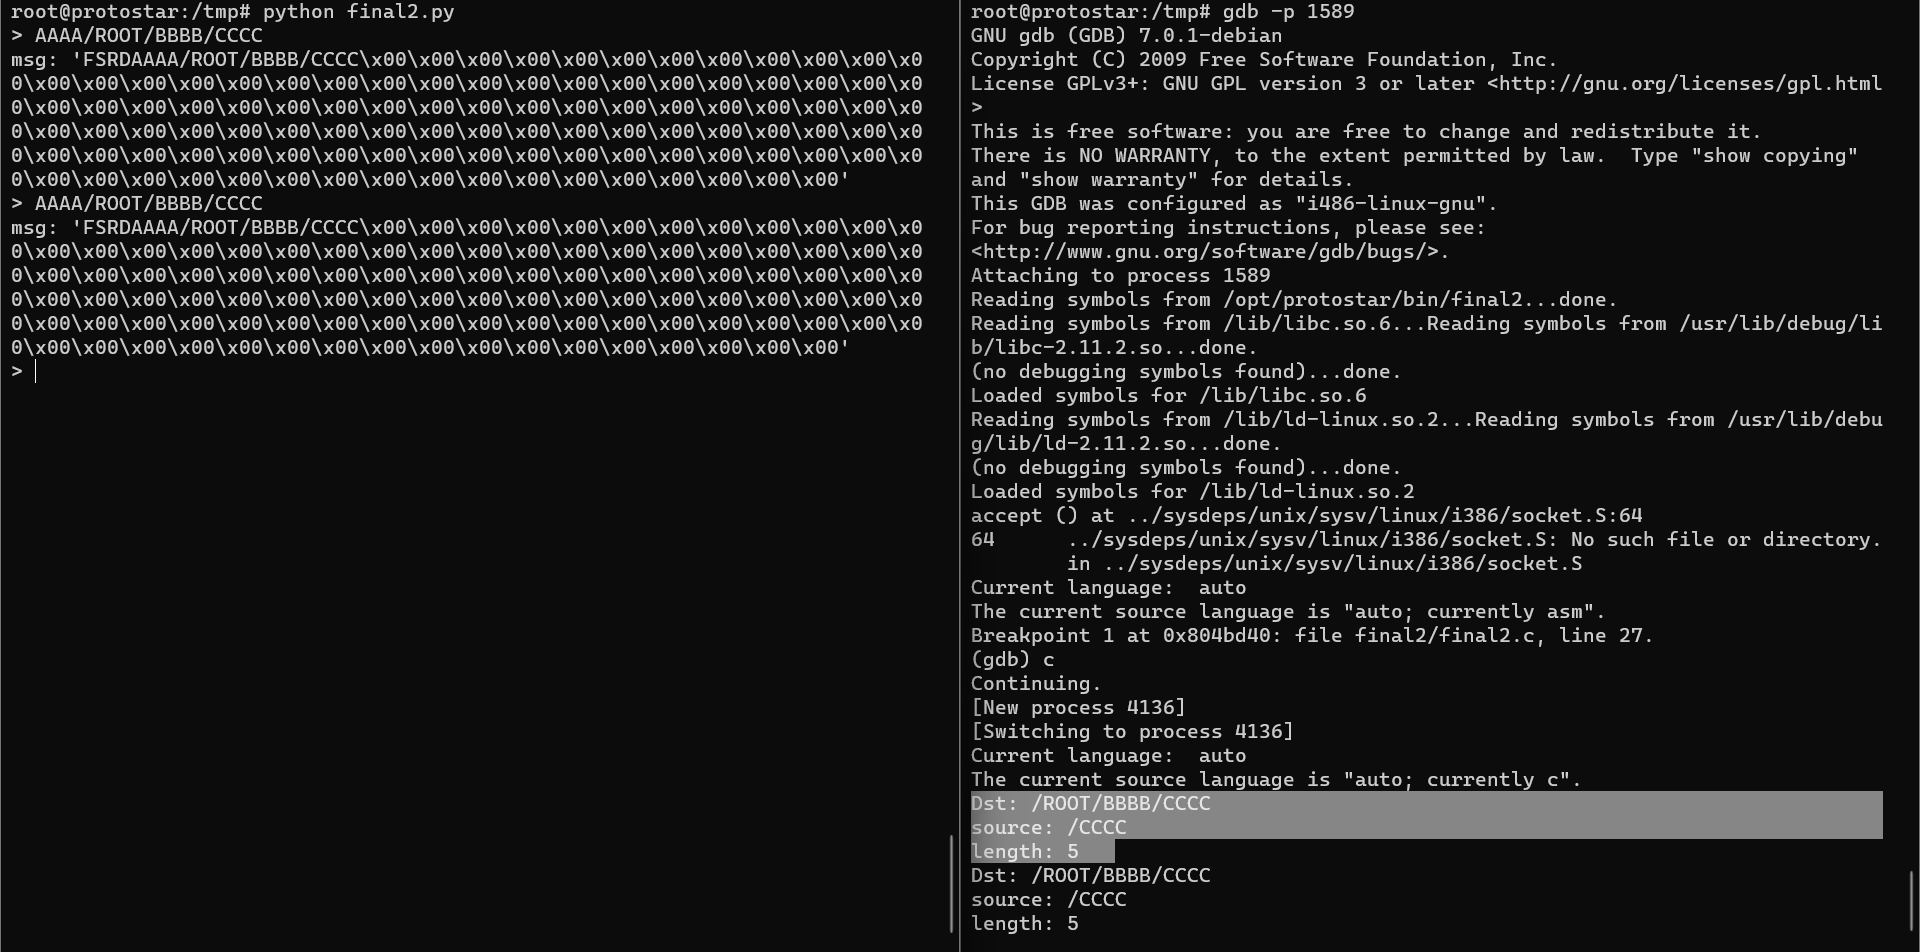 root@protostar:/tmp# python final2.py
> AAAA/ROOT/BBBB/CCCC
msg: 'FSRDAAAA/ROOT/BBBB/CCCC\x00\x00\x00\x00\x00\x00\x00\x00\x00\x00\x00\x0
0\x00\x00\x00\x00\x00\x00\x00\x00\x00\x00\x00\x00\x00\x00\x00\x00\x00\x00\x0
0\x00\x00\x00\x00\x00\x00\x00\x00\x00\x00\x00\x00\x00\x00\x00\x00\x00\x00\x0
0\x00\x00\x00\x00\x00\x00\x00\x00\x00\x00\x00\x00\x00\x00\x00\x00\x00\x00\x0
0\x00\x00\x00\x00\x00\x00\x00\x00\x00\x00\x00\x00\x00\x00\x00\x00\x00\x00\x0
0\x00\x00\x00\x00\x00\x00\x00\x00\x00\x00\x00\x00\x00\x00\x00\x00\x00'
> AAAA/ROOT/BBBB/CCCC
msg: 'FSRDAAAA/ROOT/BBBB/CCCC\x00\x00\x00\x00\x00\x00\x00\x00\x00\x00\x00\x0
0\x00\x00\x00\x00\x00\x00\x00\x00\x00\x00\x00\x00\x00\x00\x00\x00\x00\x00\x0
0\x00\x00\x00\x00\x00\x00\x00\x00\x00\x00\x00\x00\x00\x00\x00\x00\x00\x00\x0
0\x00\x00\x00\x00\x00\x00\x00\x00\x00\x00\x00\x00\x00\x00\x00\x00\x00\x00\x0
0\x00\x00\x00\x00\x00\x00\x00\x00\x00\x00\x00\x00\x00\x00\x00\x00\x00\x00\x0
0\x00\x00\x00\x00\x00\x00\x00\x00\x00\x00\x00\x00\x00\x00\x00\x00\x00'
>
root@protostar:/tmp# gdb -p 1589
GNU gdb (GDB) 7.0.1-debian
Copyright (C) 2009 Free Software Foundation, Inc.
License GPLv3+: GNU GPL version 3 or later <http://gnu.org/licenses/gpl.html
>
This is free software: you are free to change and redistribute it.
There is NO WARRANTY, to the extent permitted by law.  Type "show copying"
and "show warranty" for details.
This GDB was configured as "i486-linux-gnu".
For bug reporting instructions, please see:
<http://www.gnu.org/software/gdb/bugs/>.
Attaching to process 1589
Reading symbols from /opt/protostar/bin/final2...done.
Reading symbols from /lib/libc.so.6...Reading symbols from /usr/lib/debug/li
b/libc-2.11.2.so...done.
(no debugging symbols found)...done.
Loaded symbols for /lib/libc.so.6
Reading symbols from /lib/ld-linux.so.2...Reading symbols from /usr/lib/debu
g/lib/ld-2.11.2.so...done.
(no debugging symbols found)...done.
Loaded symbols for /lib/ld-linux.so.2
accept () at ../sysdeps/unix/sysv/linux/i386/socket.S:64
64      ../sysdeps/unix/sysv/linux/i386/socket.S: No such file or directory.
        in ../sysdeps/unix/sysv/linux/i386/socket.S
Current language:  auto
The current source language is "auto; currently asm".
Breakpoint 1 at 0x804bd40: file final2/final2.c, line 27.
(gdb) c
Continuing.
[New process 4136]
[Switching to process 4136]
Current language:  auto
The current source language is "auto; currently c".
Dst: /ROOT/BBBB/CCCC
source: /CCCC
length: 5
Dst: /ROOT/BBBB/CCCC
source: /CCCC
length: 5